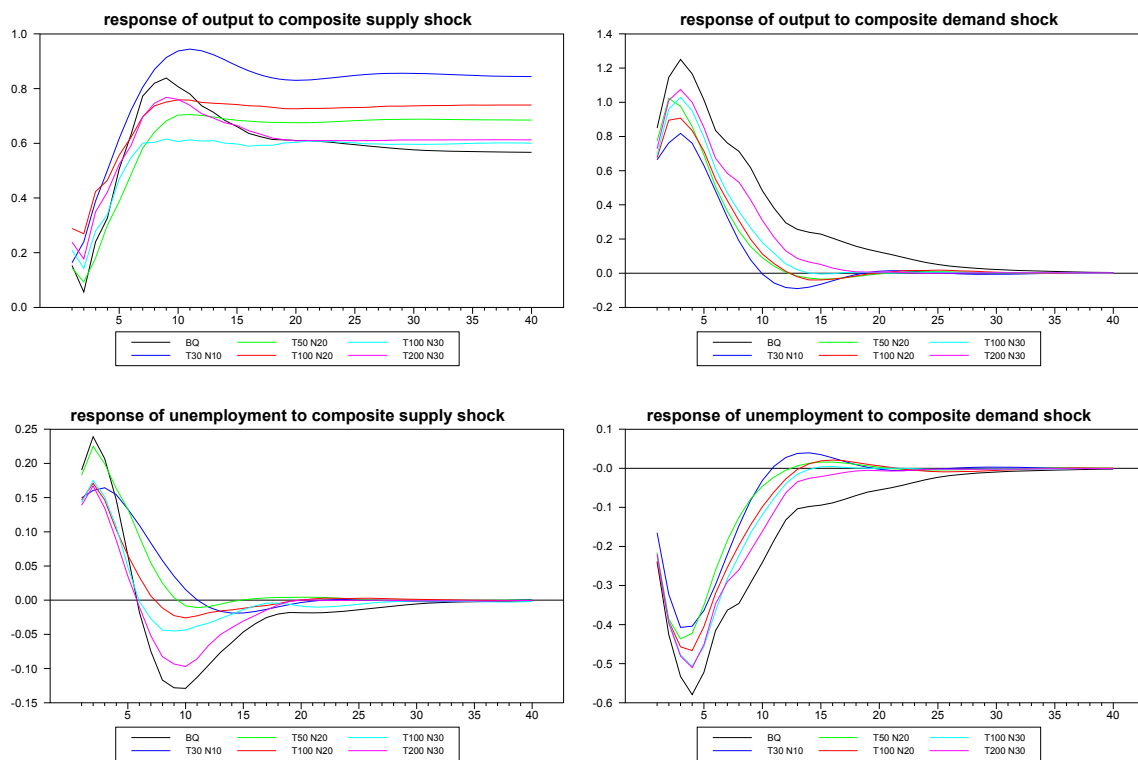 response of output to composite supply shock
1.0
0.8
0.6
0.4
0.2
0.0
5 10 15 20 25 30 35 40
BQ T50 N20 T100 N30
T30 N10 T100 N20 T200 N30
response of output to composite demand shock
1.4
1.2
1.0
0.8
0.6
0.4
0.2
0.0
-0.2
5 10 15 20 25 30 35 40
BQ T50 N20 T100 N30
T30 N10 T100 N20 T200 N30
response of unemployment to composite supply shock
0.25
0.20
0.15
0.10
0.05
0.00
-0.05
-0.10
-0.15
5 10 15 20 25 30 35 40
BQ T50 N20 T100 N30
T30 N10 T100 N20 T200 N30
response of unemployment to composite demand shock
0.1
-0.0
-0.1
-0.2
-0.3
-0.4
-0.5
-0.6
5 10 15 20 25 30 35 40
BQ T50 N20 T100 N30
T30 N10 T100 N20 T200 N30